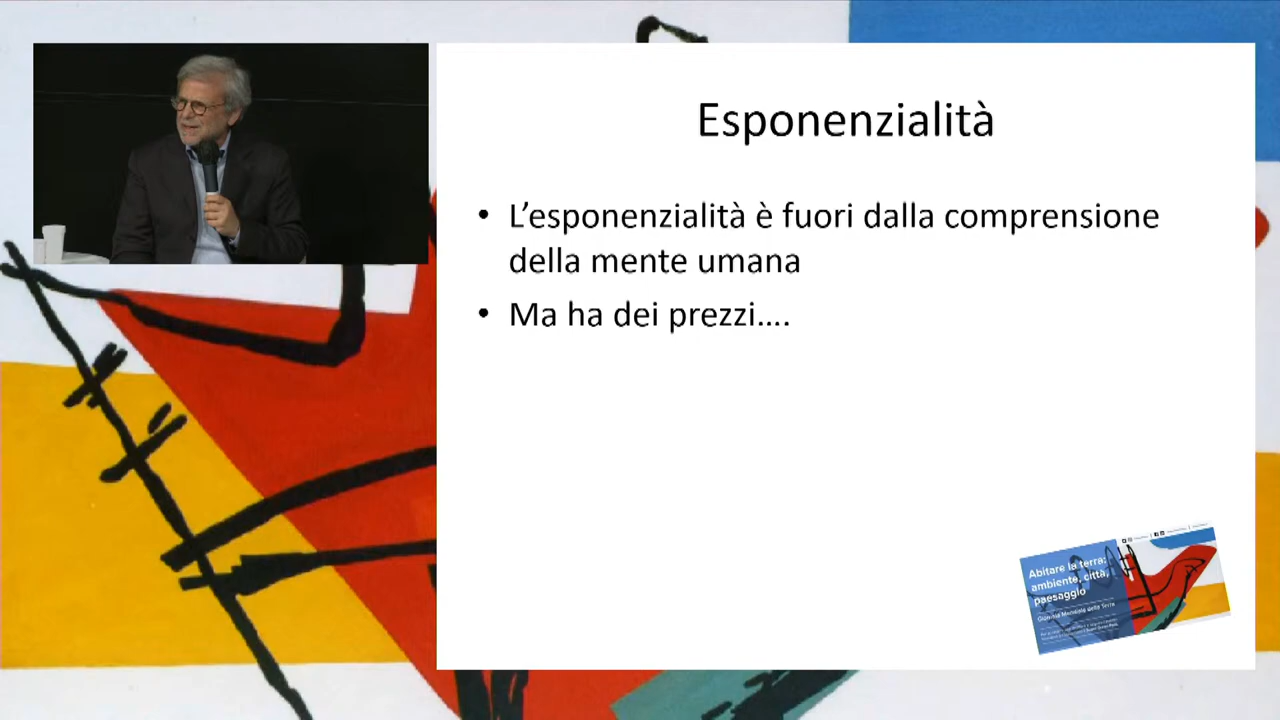 Esponenzialità
• L’esponenzialità è fuori dalla comprensione
della mente umana
• Ma ha dei prezzi....
Abitare la terra:
ambiente, città,
paesaggio
Giornata Mondiale della Terra